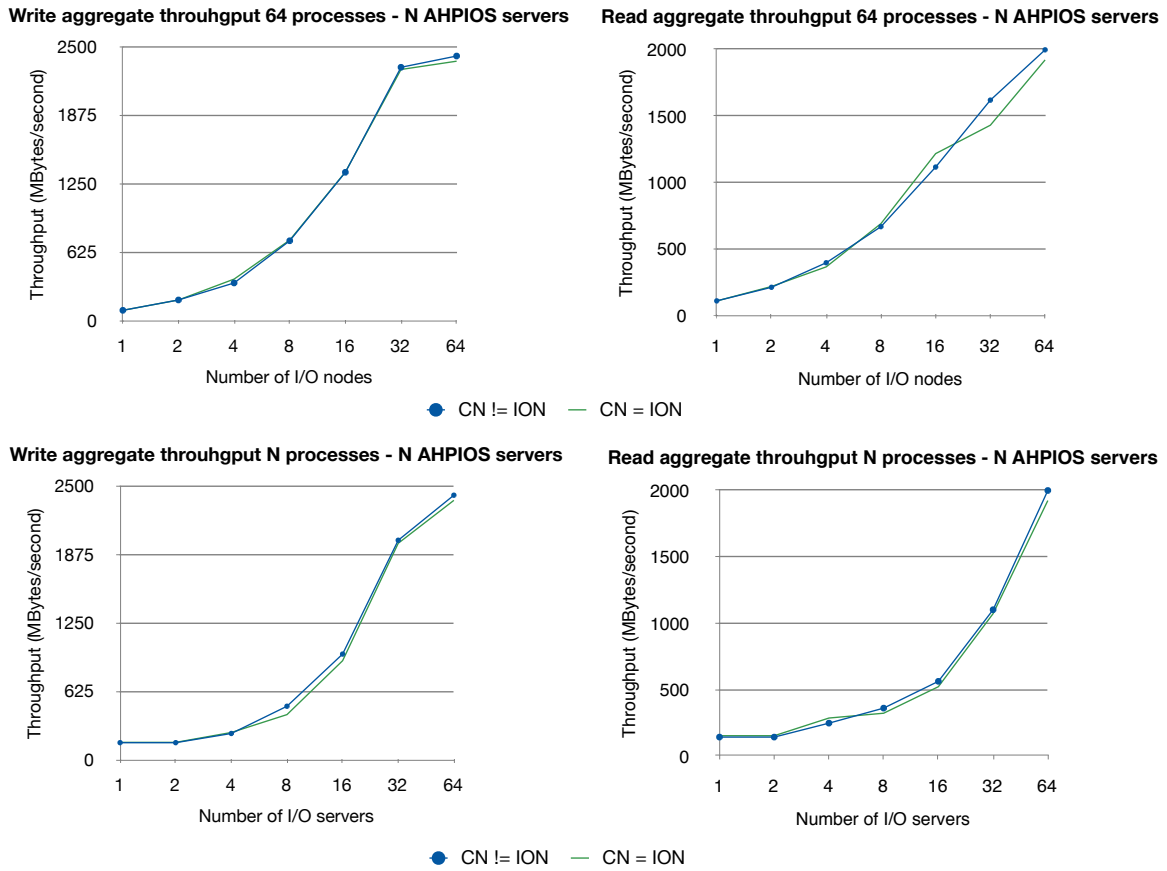 Write aggregate throuhgput 64 processes - N AHPIOS servers
Throughput (MBytes/second)
2500
1875
1250
625
0
1 2 4 8 16 32 64
Number of I/O nodes
Read aggregate throuhgput 64 processes - N AHPIOS servers
Throughput (MBytes/second)
2000
1500
1000
500
0
1 2 4 8 16 32 64
Number of I/O nodes
CN != ION CN = ION
Write aggregate throuhgput N processes - N AHPIOS servers
Throughput (MBytes/second)
2500
1875
1250
625
0
1 2 4 8 16 32 64
Number of I/O servers
Read aggregate throuhgput N processes - N AHPIOS servers
Throughput (MBytes/second)
2000
1500
1000
500
0
1 2 4 8 16 32 64
Number of I/O servers
CN != ION CN = ION